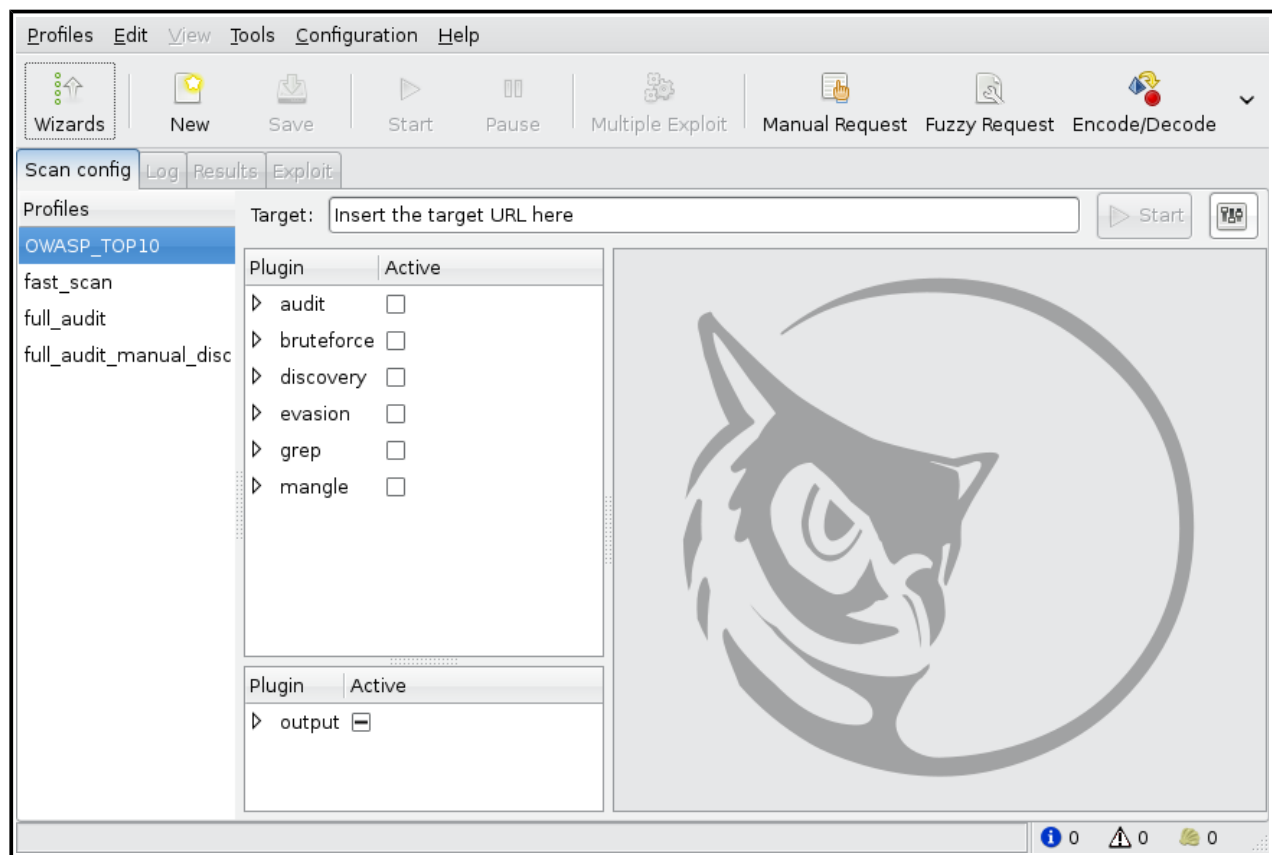 Profiles Edit View Tools Configuration Help
Wizards New Save Start Pause Multiple Exploit Manual Request Fuzzy Request Encode/Decode
Scan config Log Results Exploit
Profiles
OWASP_TOP10
fast_scan
full_audit
full_audit_manual_disc
Target: Insert the target URL here Start
Plugin Active
audit
bruteforce
discovery
evasion
grep
mangle
Plugin Active
output
0 0 0